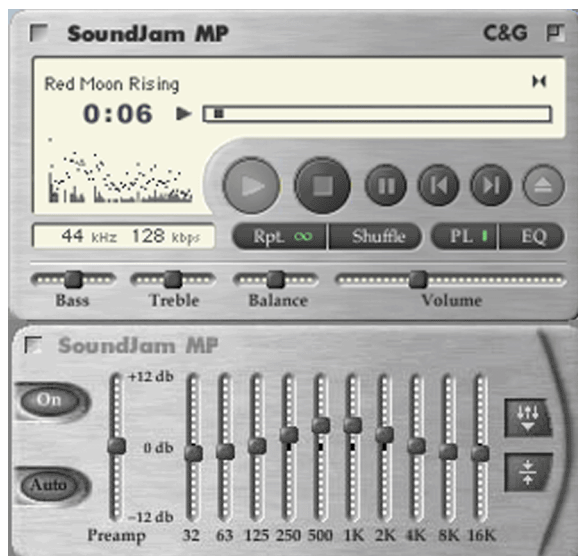 SoundJam MP C&G
Red Moon Rising
0:06
44 kHz 128 kbps
Rpt. Shuffle PL EQ
Bass Treble Balance Volume
SoundJam MP
+12 db
On
0 db
Auto
-12 db
Preamp 32 63 125 250 500 1K 2K 4K 8K 16K